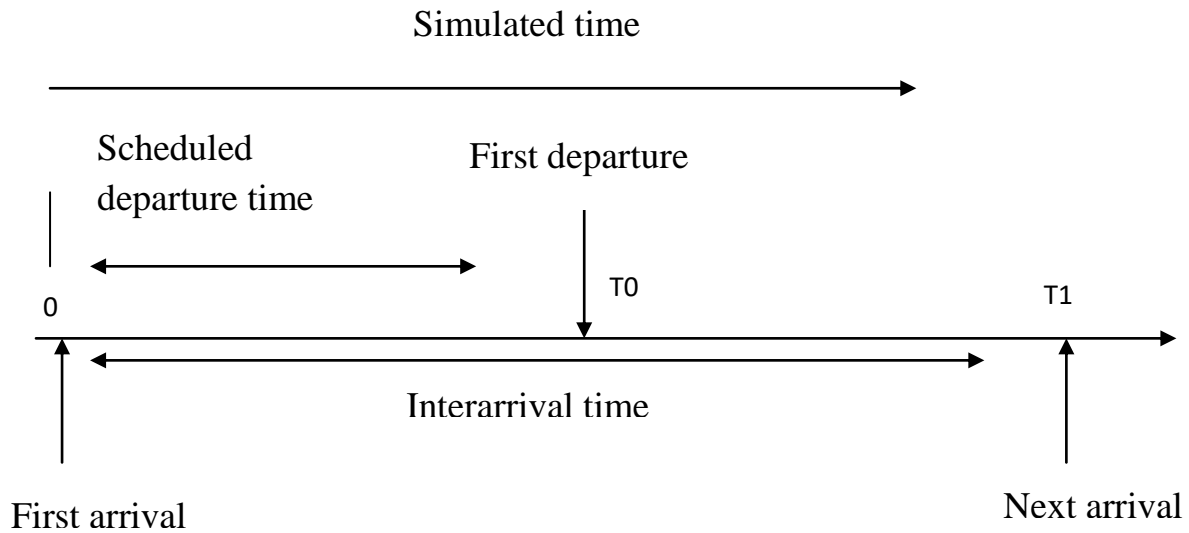 Simulated time
Scheduled
departure time
First departure
0
T0
T1
Interarrival time
First arrival
Next arrival